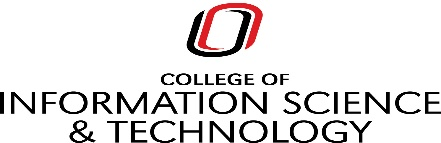 COLLEGE OF
INFORMATION SCIENCE
& TECHNOLOGY